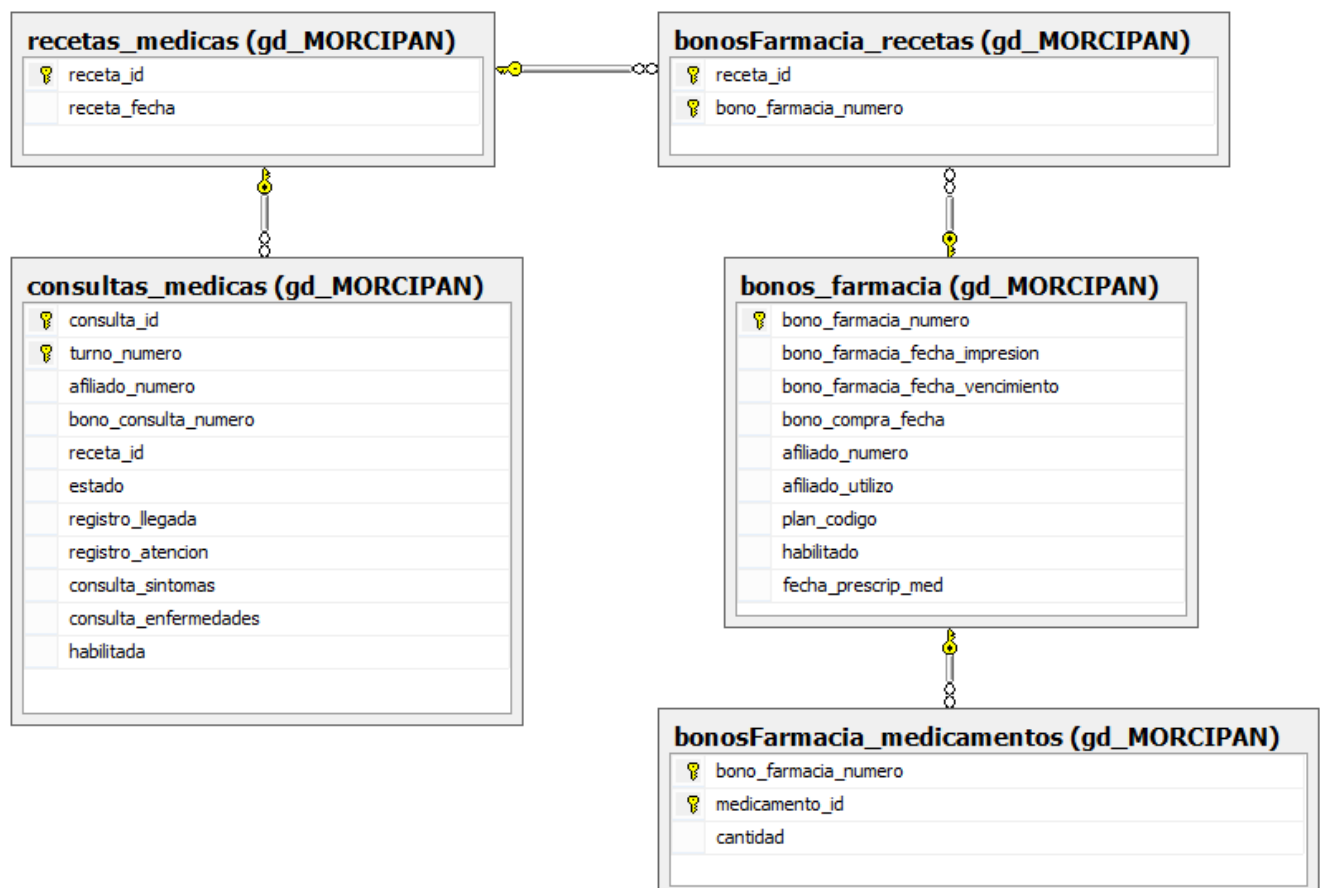 recetas_medicas (gd_MORCIPAN)
receta_id
receta_fecha
bonosFarmacia_recetas (gd_MORCIPAN)
receta_id
bono_farmacia_numero
consultas_medicas (gd_MORCIPAN)
consulta_id
turno_numero
afiliado_numero
bono_consulta_numero
receta_id
estado
registro_llegada
registro_atencion
consulta_sintomas
consulta_enfermedades
habilitada
bonos_farmacia (gd_MORCIPAN)
bono_farmacia_numero
bono_farmacia_fecha_impresion
bono_farmacia_fecha_vencimiento
bono_compra_fecha
afiliado_numero
afiliado_utilizo
plan_codigo
habilitado
fecha_prescrip_med
bonosFarmacia_medicamentos (gd_MORCIPAN)
bono_farmacia_numero
medicamento_id
cantidad